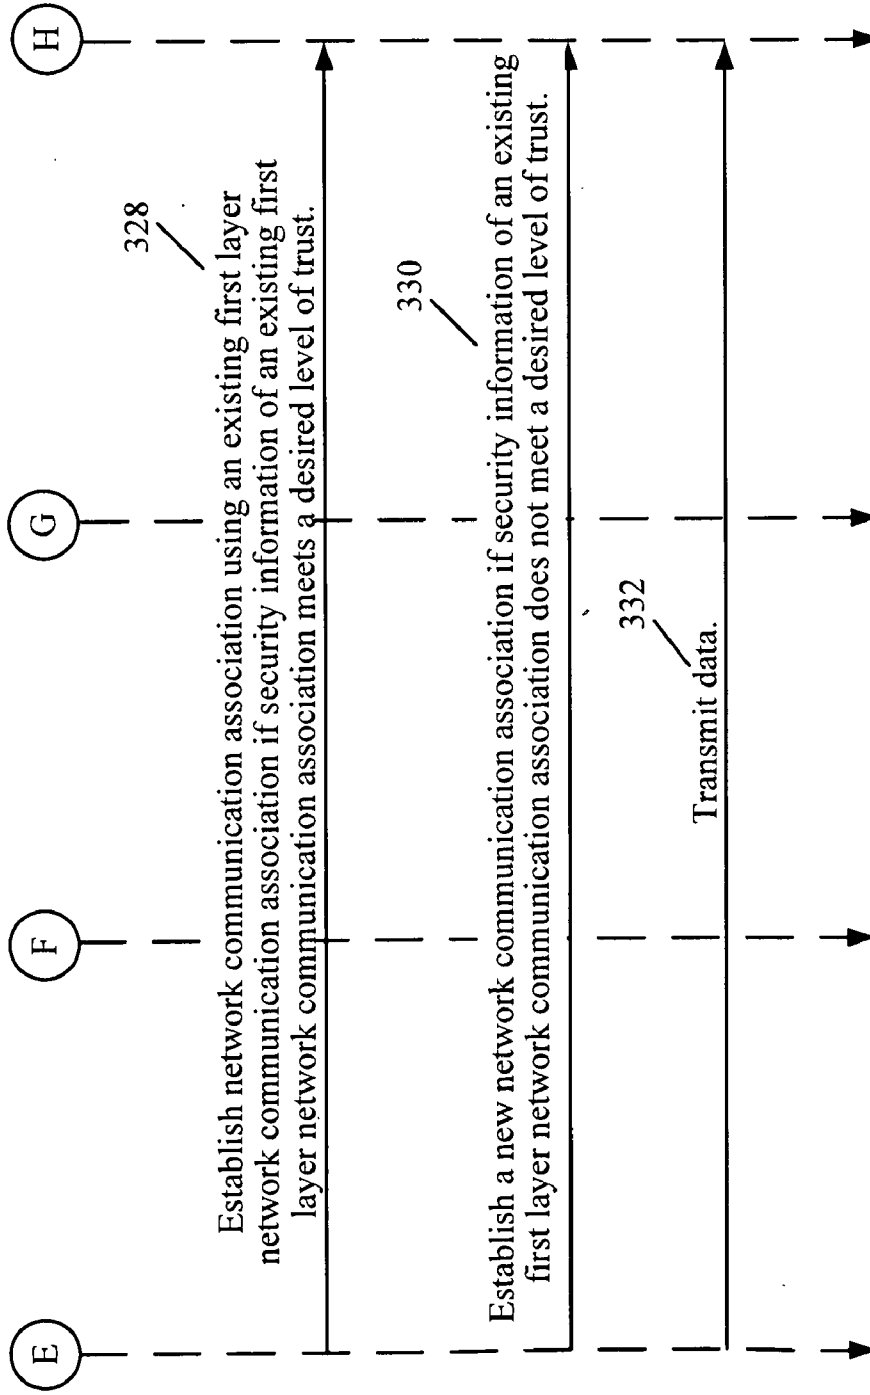 E
F
G
H
328
Establish network communication association using an existing first layer
network communication association if security information of an existing first
layer network communication association meets a desired level of trust.
330
Establish a new network communication association if security information of an existing
first layer network communication association does not meet a desired level of trust.
332
Transmit data.